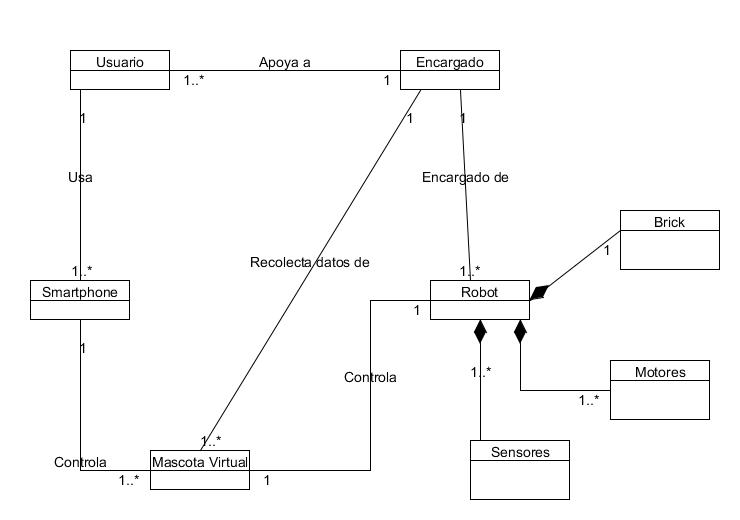 Usuario
Apoya a
Encargado
1..*
1
1
1
1
Usa
Encargado de
Brick
1
Recolecta datos de
1..*
1..*
Smartphone
Robot
1
1
Controla
1..*
Motores
1..*
1..*
Sensores
Controla
Mascota Virtual
1..*
1